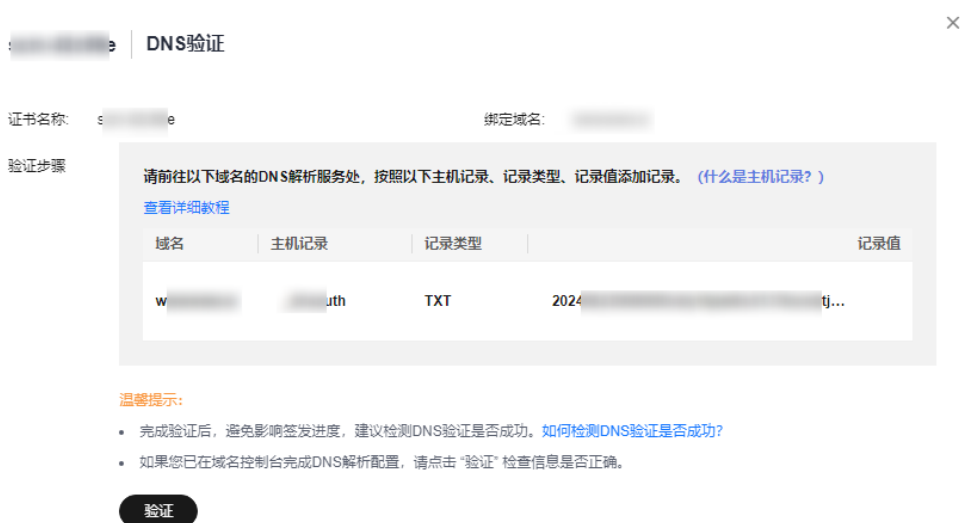 DNS验证
证书名称:
绑定域名:
验证步骤
请前往以下域名的DNS解析服务处，按照以下主机记录、记录类型、记录值添加记录。（什么是主机记录？）
查看详细教程
域名 主机记录 记录类型 记录值
TXT
温馨提示：
• 完成验证后，避免影响签发进度，建议检测DNS验证是否成功。如何检测DNS验证是否成功？
• 如果您已在域名控制台完成DNS解析配置，请点击 “验证” 检查信息是否正确。
验证